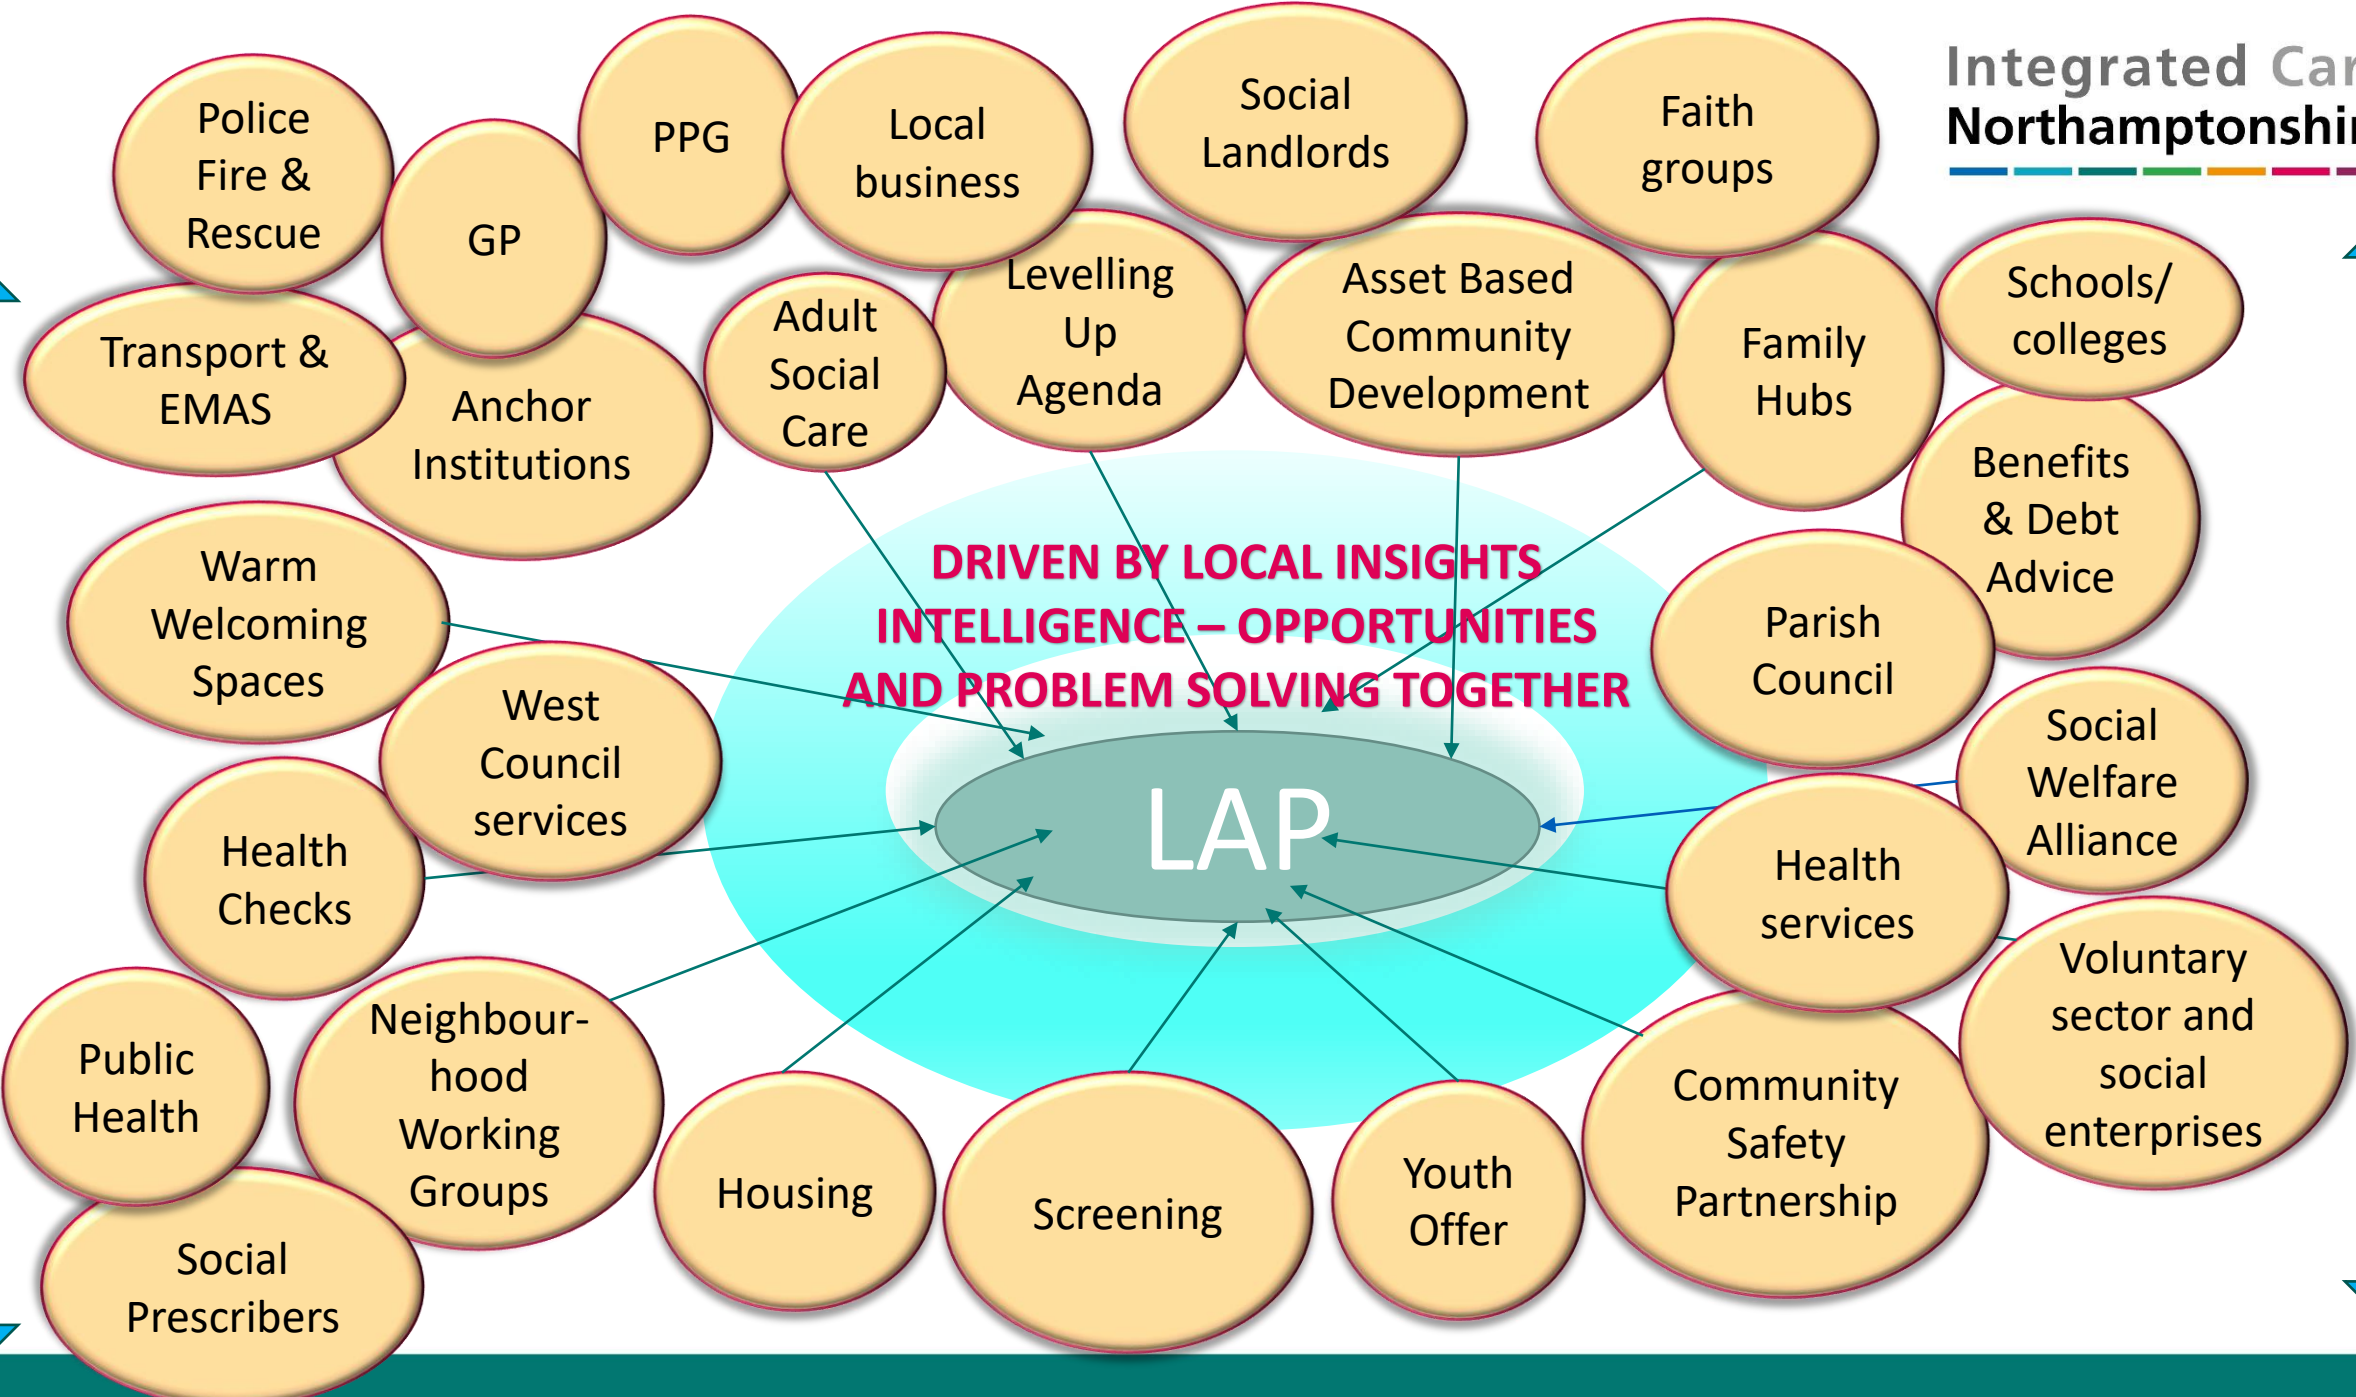 Integrated Car
Northamptonshir
Police
Fire &
Rescue
GP
PPG
Local
business
Social
Landlords
Faith
groups
Schools/
colleges
Transport &
EMAS
Anchor
Institutions
Adult
Social
Care
Levelling
Up
Agenda
Asset Based
Community
Development
Family
Hubs
Benefits
& Debt
Advice
Warm
Welcoming
Spaces
DRIVEN BY LOCAL INSIGHTS
INTELLIGENCE – OPPORTUNITIES
AND PROBLEM SOLVING TOGETHER
Parish
Council
West
Council
services
Social
Welfare
Alliance
LAP
Health
Checks
Health
services
Voluntary
sector and
social
enterprises
Public
Health
Neighbour-
hood
Working
Groups
Housing
Screening
Youth
Offer
Community
Safety
Partnership
Social
Prescribers